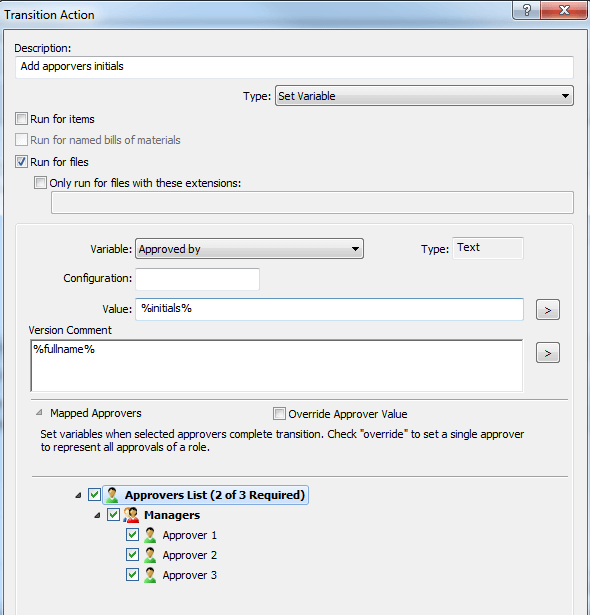 Transition Action
Description:
Add apporvers initials
Type: Set Variable
Run for items
Run for named bills of materials
Run for files
Only run for files with these extensions:
Variable: Approved by Type: Text
Configuration:
Value: %initials% >
Version Comment
%fullname% >
Mapped Approvers Override Approver Value
Set variables when selected approvers complete transition. Check "override" to set a single approver
to represent all approvals of a role.
Approvers List (2 of 3 Required)
Managers
Approver 1
Approver 2
Approver 3